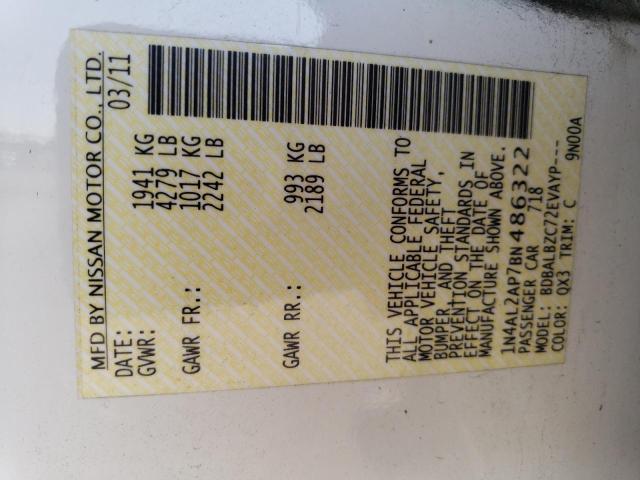 MFD BY NISSAN MOTOR CO., LTD.
DATE: 03/11
GVWR: 1941 KG
4279 LB
GAWR FR.: 1017 KG
2242 LB
GAWR RR.: 993 KG
2189 LB
THIS VEHICLE CONFORMS TO
ALL APPLICABLE FEDERAL
MOTOR VEHICLE SAFETY,
BUMPER, AND THEFT
PREVENTION STANDARDS IN
EFFECT ON THE DATE OF
MANUFACTURE SHOWN ABOVE.
1N4AL2AP7BN486322
PASSENGER CAR 718
MODEL: BDBALBZC72EVAYP---
COLOR: QX3 TRIM: C 9N00A